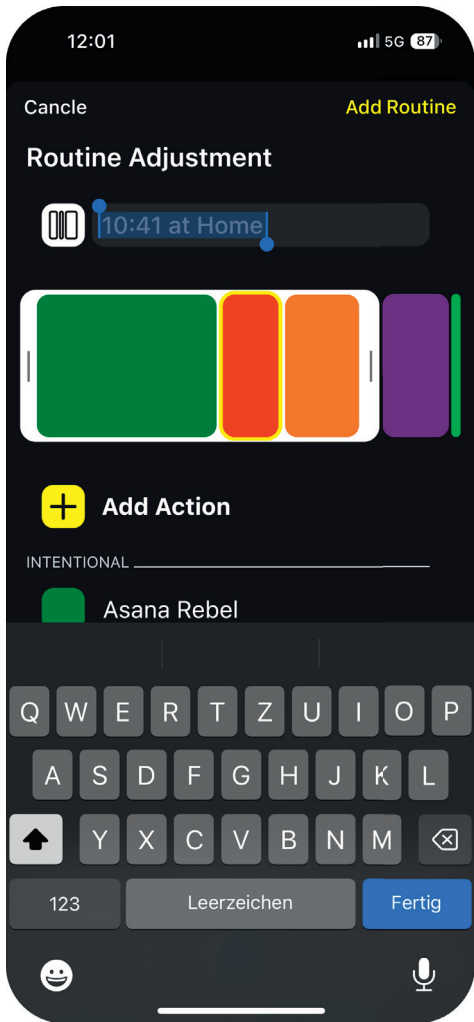 12:01 5G 87
Cancle Add Routine
Routine Adjustment
10:41 at Home
Add Action
INTENTIONAL
Asana Rebel
Q W E R T Z U I O P
A S D F G H J K L
Y X C V B N M
123 Leerzeichen Fertig